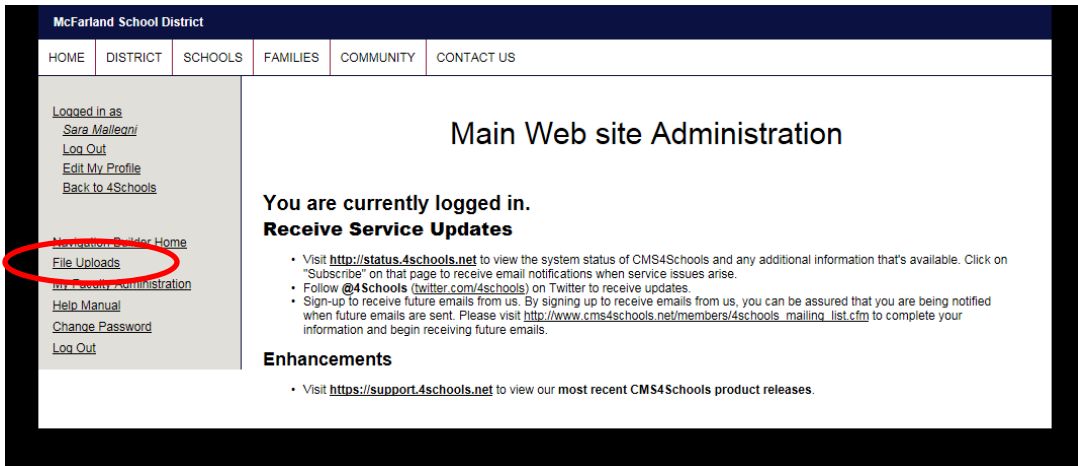 McFarland School District
HOME DISTRICT SCHOOLS FAMILIES COMMUNITY CONTACT US
Logged in as
Sara Mallegni
Log Out
Edit My Profile
Back to 4Schools
Navigation Builder Home
File Uploads
My Faculty Administration
Help Manual
Change Password
Log Out
Main Web site Administration
You are currently logged in.
Receive Service Updates
• Visit http://status.4schools.net to view the system status of CMS4Schools and any additional information that's available. Click on
"Subscribe" on that page to receive email notifications when service issues arise.
• Follow @4Schools (twitter.com/4schools) on Twitter to receive updates.
• Sign-up to receive future emails from us. By signing up to receive emails from us, you can be assured that you are being notified
when future emails are sent. Please visit http://www.cms4schools.net/members/4schools_mailing_list.cfm to complete your
information and begin receiving future emails.
Enhancements
• Visit https://support.4schools.net to view our most recent CMS4Schools product releases.